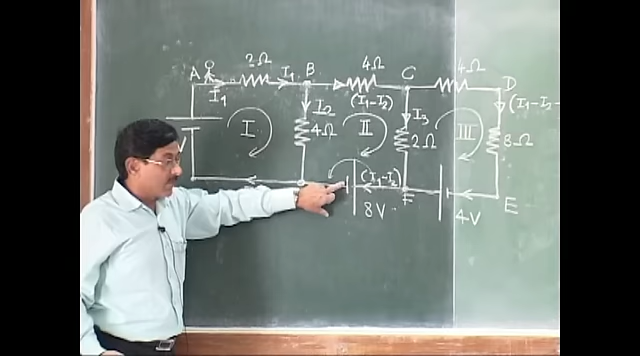 A 2Ω I₁ B 4Ω C 4Ω D
I₁ I₂ (I₁-I₂) I₃ (I₁-I₂-
I 4Ω II 2Ω III 8Ω
V (I₁-I₂) F E
8V 4V